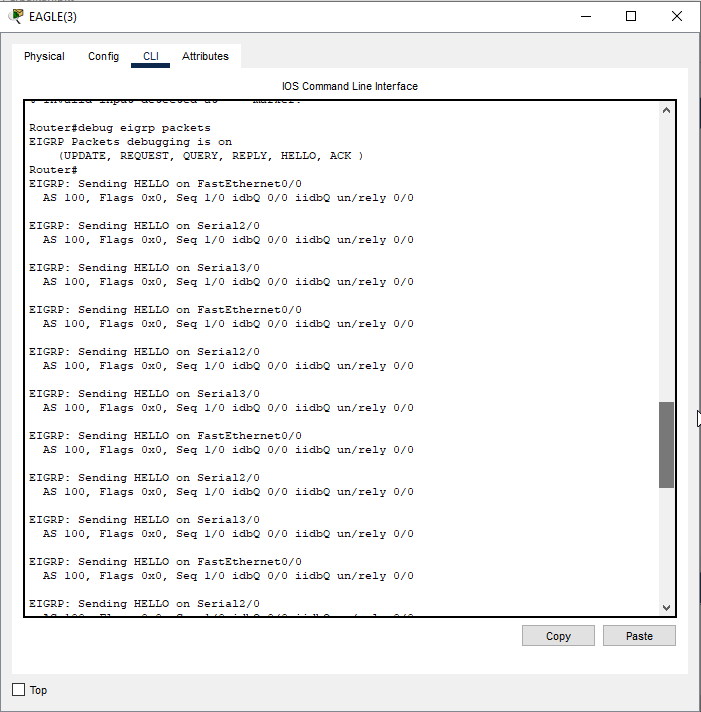 EAGLE(3)
Physical Config CLI Attributes
IOS Command Line Interface
Router#debug eigrp packets
EIGRP Packets debugging is on
(UPDATE, REQUEST, QUERY, REPLY, HELLO, ACK )
Router#
EIGRP: Sending HELLO on FastEthernet0/0
AS 100, Flags 0x0, Seq 1/0 idbQ 0/0 iidbQ un/rely 0/0
EIGRP: Sending HELLO on Serial2/0
AS 100, Flags 0x0, Seq 1/0 idbQ 0/0 iidbQ un/rely 0/0
EIGRP: Sending HELLO on Serial3/0
AS 100, Flags 0x0, Seq 1/0 idbQ 0/0 iidbQ un/rely 0/0
EIGRP: Sending HELLO on FastEthernet0/0
AS 100, Flags 0x0, Seq 1/0 idbQ 0/0 iidbQ un/rely 0/0
EIGRP: Sending HELLO on Serial2/0
AS 100, Flags 0x0, Seq 1/0 idbQ 0/0 iidbQ un/rely 0/0
EIGRP: Sending HELLO on Serial3/0
AS 100, Flags 0x0, Seq 1/0 idbQ 0/0 iidbQ un/rely 0/0
EIGRP: Sending HELLO on FastEthernet0/0
AS 100, Flags 0x0, Seq 1/0 idbQ 0/0 iidbQ un/rely 0/0
EIGRP: Sending HELLO on Serial2/0
AS 100, Flags 0x0, Seq 1/0 idbQ 0/0 iidbQ un/rely 0/0
EIGRP: Sending HELLO on Serial3/0
AS 100, Flags 0x0, Seq 1/0 idbQ 0/0 iidbQ un/rely 0/0
EIGRP: Sending HELLO on FastEthernet0/0
AS 100, Flags 0x0, Seq 1/0 idbQ 0/0 iidbQ un/rely 0/0
EIGRP: Sending HELLO on Serial2/0
Copy Paste
Top